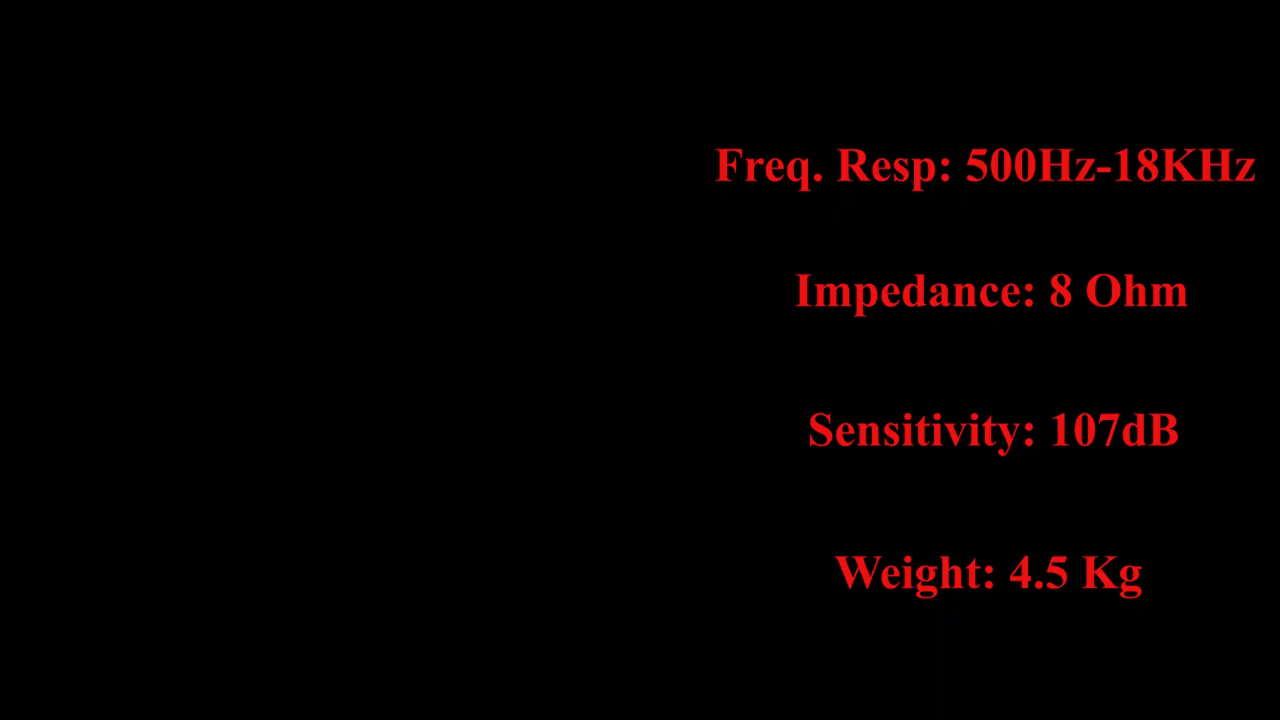 Freq. Resp: 500Hz-18KHz
Impedance: 8 Ohm
Sensitivity: 107dB
Weight: 4.5 Kg